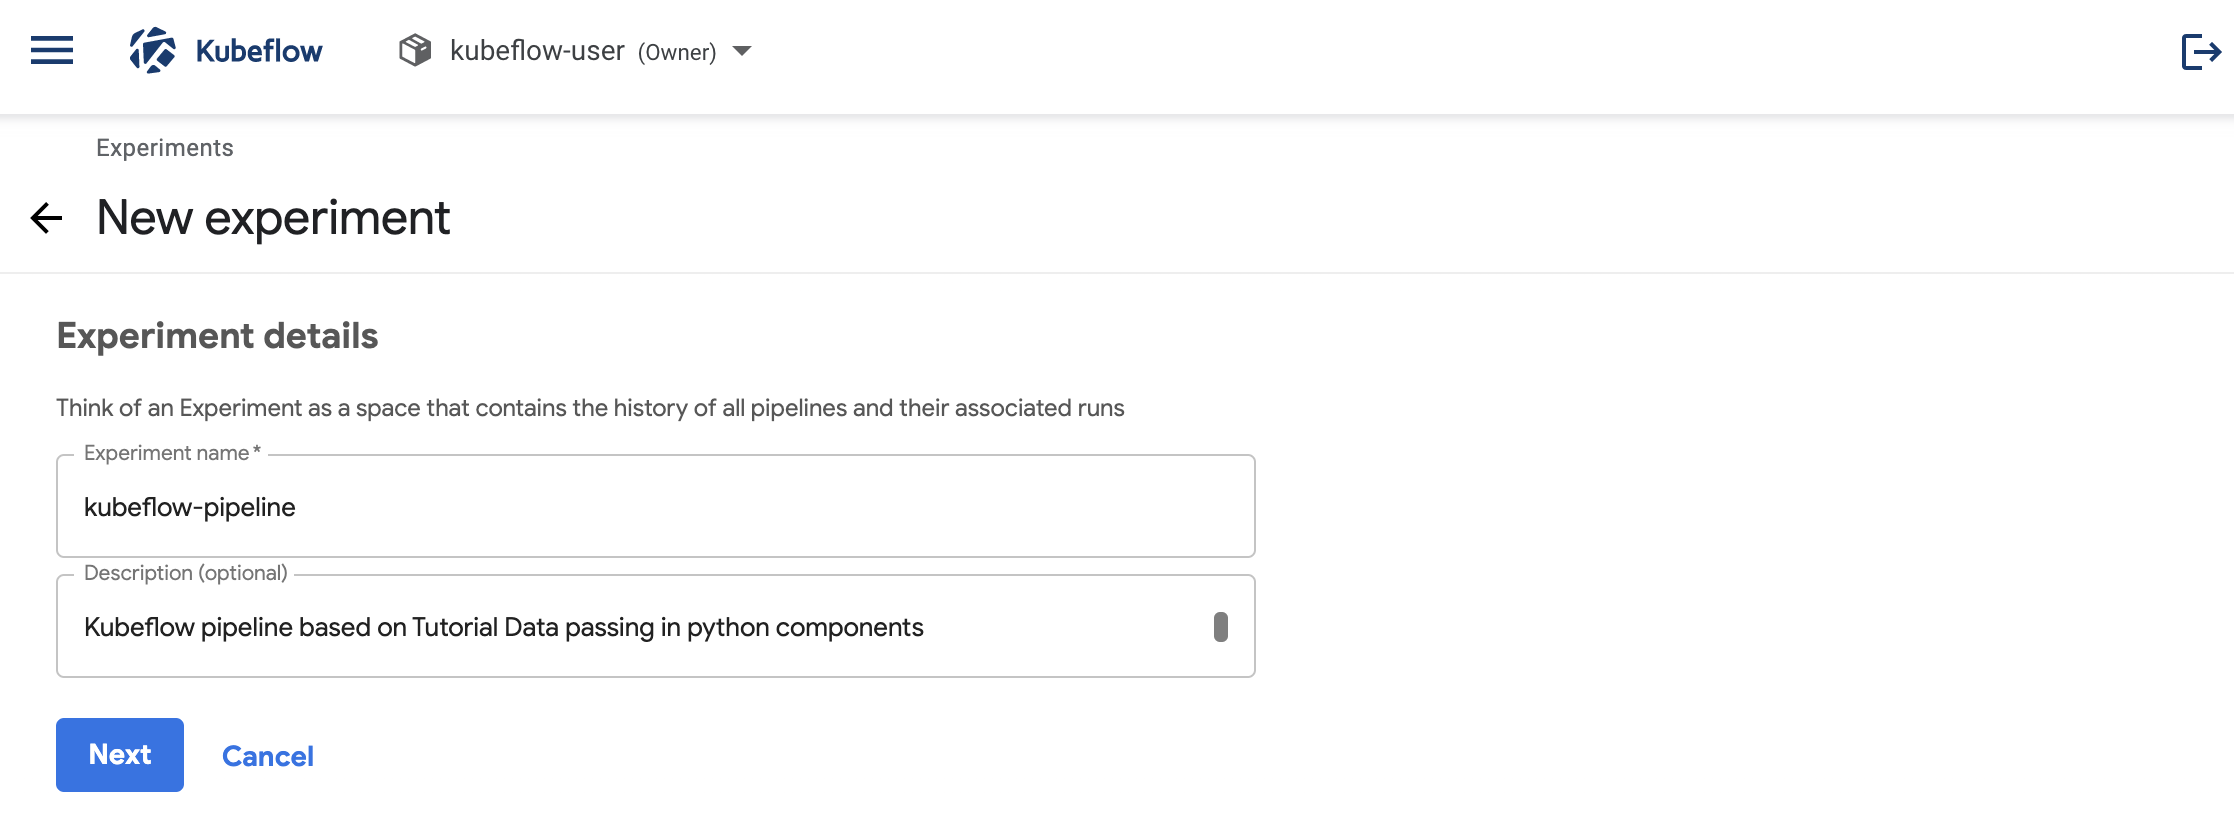 Kubeflow kubeflow-user (Owner)
Experiments
New experiment
Experiment details
Think of an Experiment as a space that contains the history of all pipelines and their associated runs
Experiment name *
kubeflow-pipeline
Description (optional)
Kubeflow pipeline based on Tutorial Data passing in python components
Next Cancel